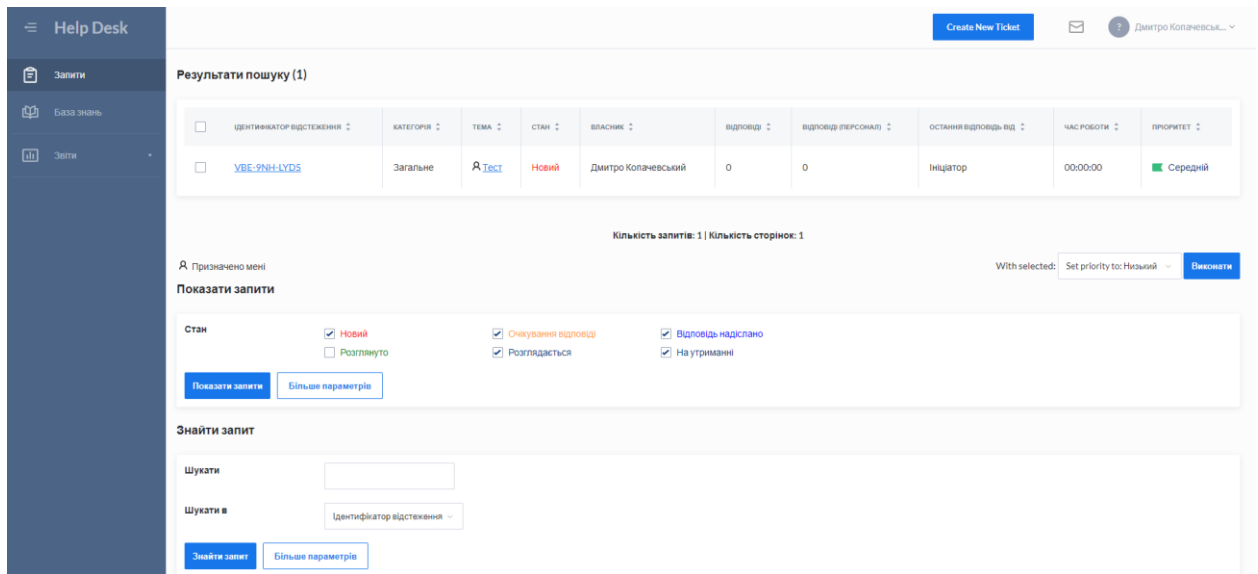 Help Desk
Create New Ticket
? Дмитро Копачевськ...
Запити
База знань
Звіти
Результати пошуку (1)
ІДЕНТИФІКАТОР ВІДСТЕЖЕННЯ КАТЕГОРІЯ ТЕМА СТАН ВЛАСНИК ВІДПОВІДІ ВІДПОВІДІ (ПЕРСОНАЛ) ОСТАННЯ ВІДПОВІДЬ ВІД ЧАС РОБОТИ ПРІОРИТЕТ
VBE-9NH-LYD5 Загальне Тест Новий Дмитро Копачевський 0 0 Ініціатор 00:00:00 Середній
Кількість запитів: 1 | Кількість сторінок: 1
Призначено мені
With selected: Set priority to: Низький Виконати
Показати запити
Стан Новий Очікування відповіді Відповідь надіслано
Розглянуто Розглядається На утриманні
Показати запити Більше параметрів
Знайти запит
Шукати
Шукати в Ідентифікатор відстеження
Знайти запит Більше параметрів